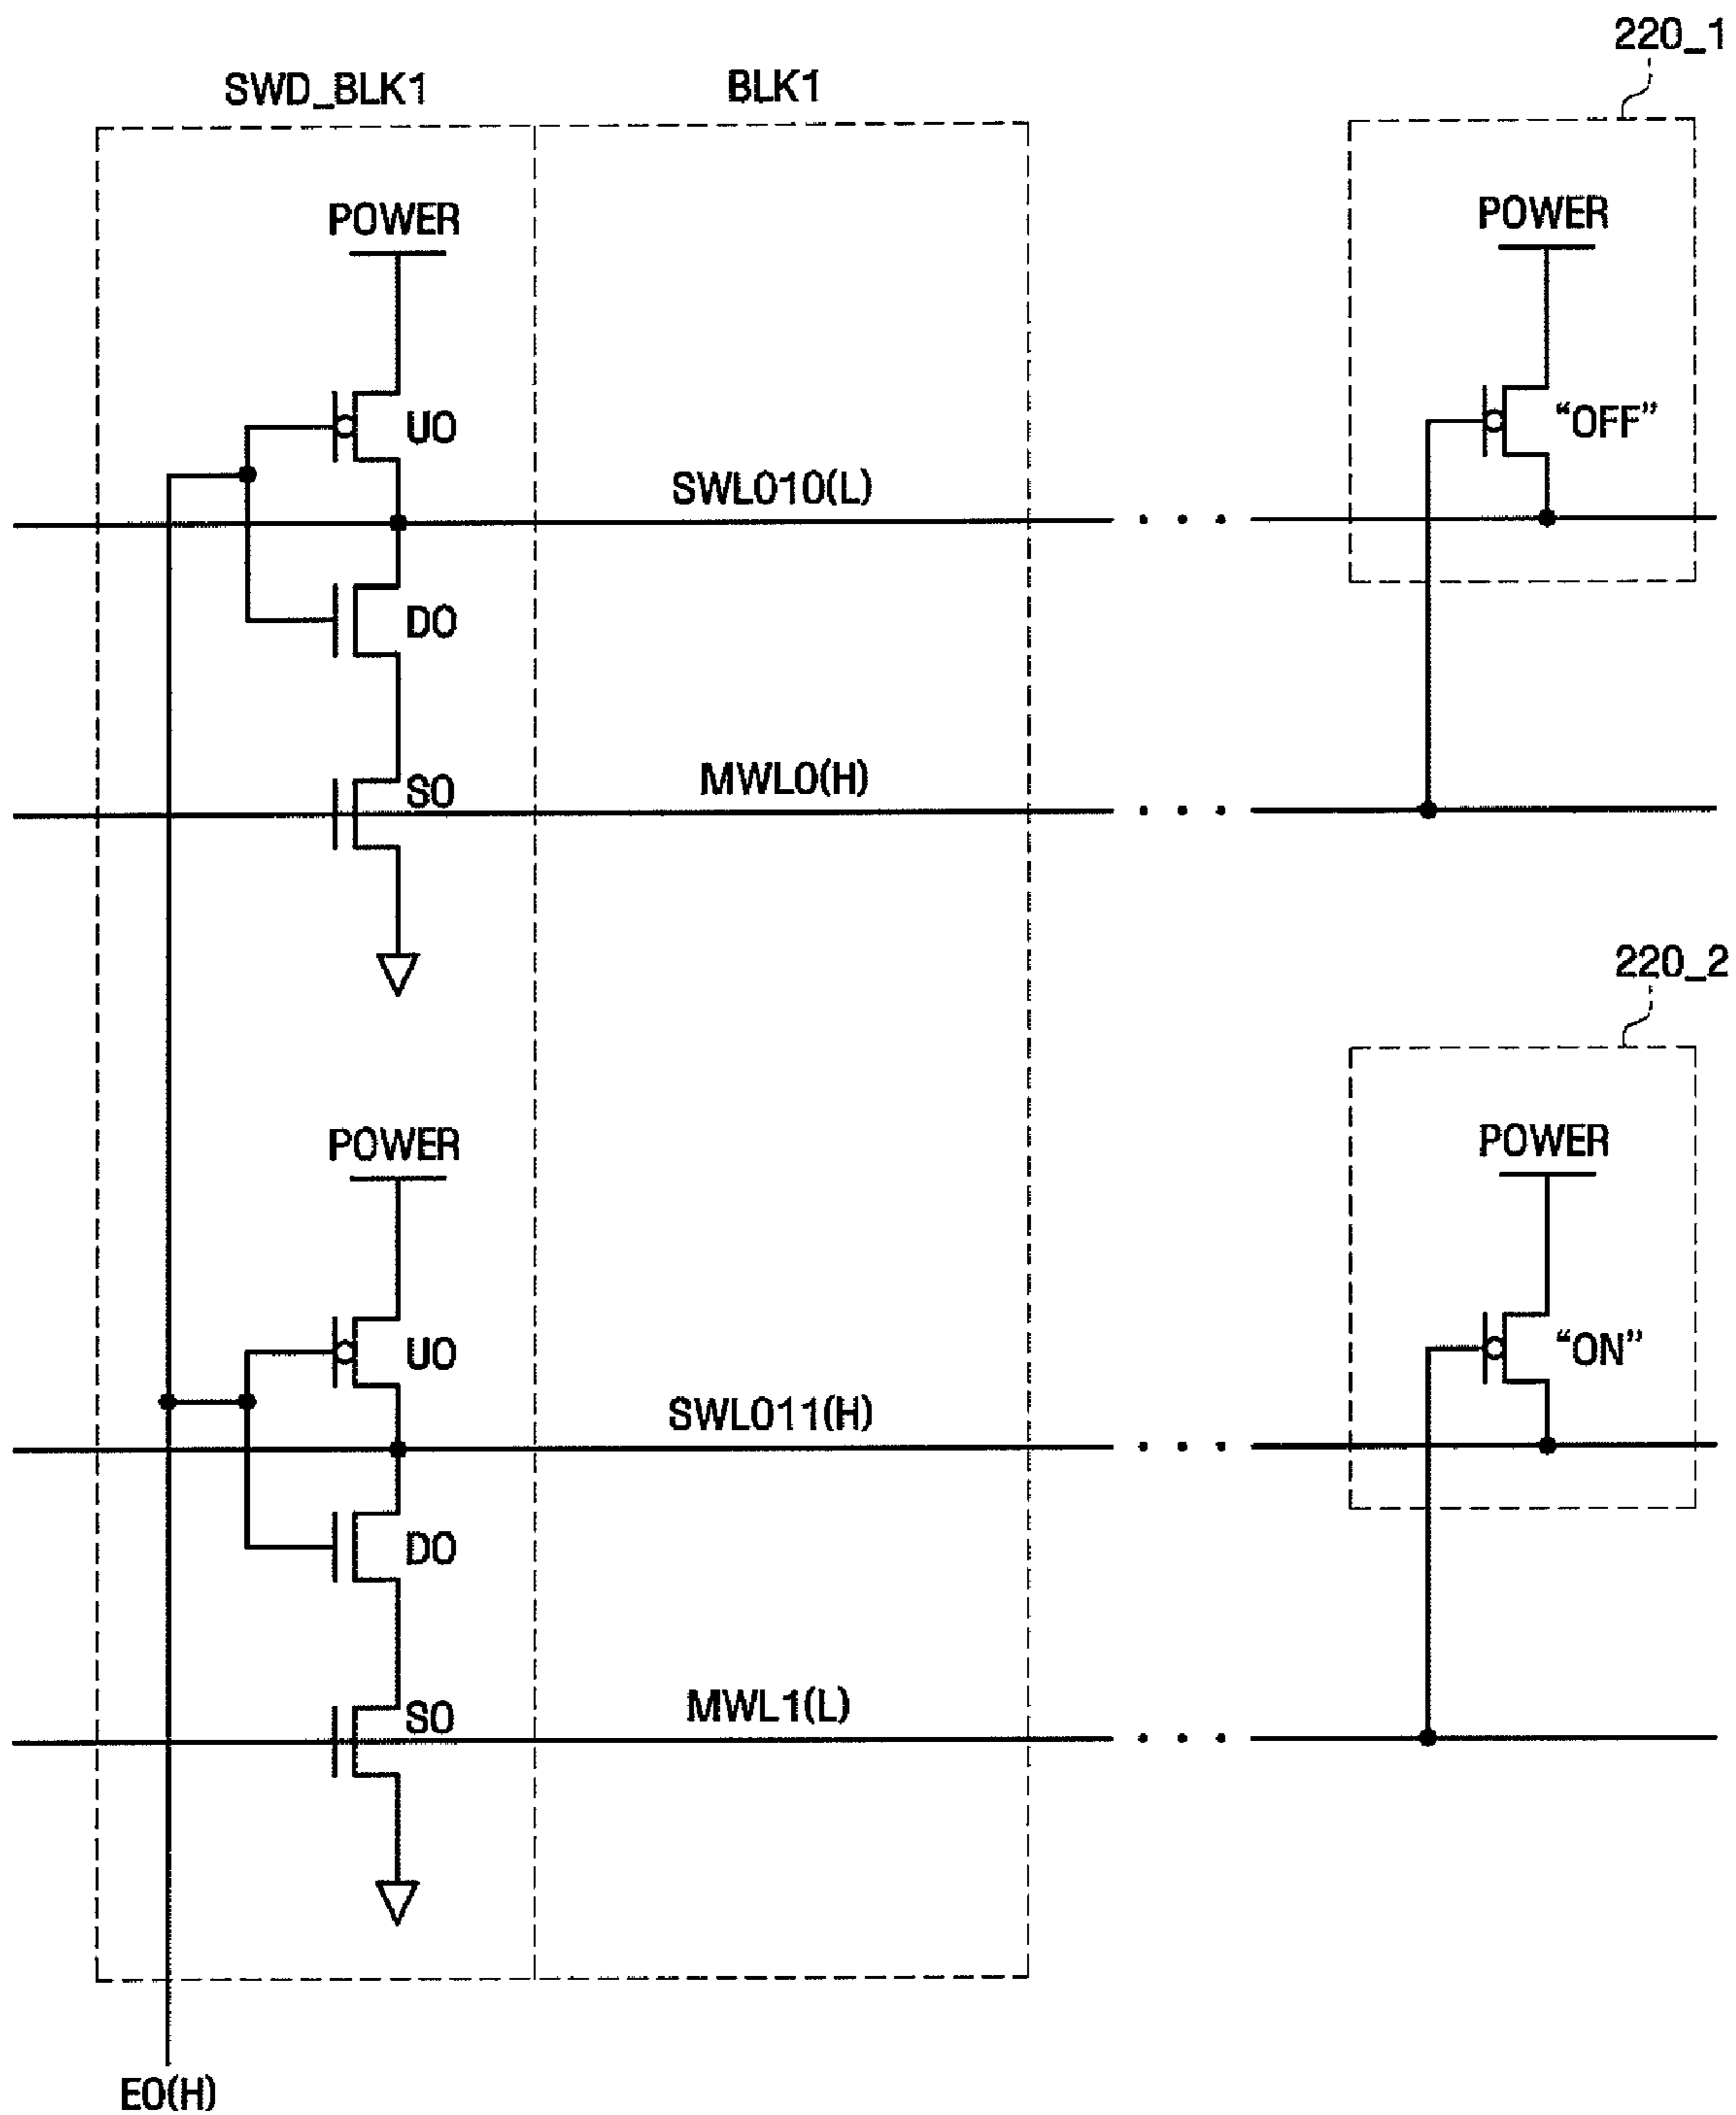 220_1
SWD_BLK1
BLK1
POWER
POWER
U0
"OFF"
SWL010(L)
D0
S0
MWL0(H)
220_2
POWER
POWER
U0
"ON"
SWL011(H)
D0
S0
MWL1(L)
E0(H)